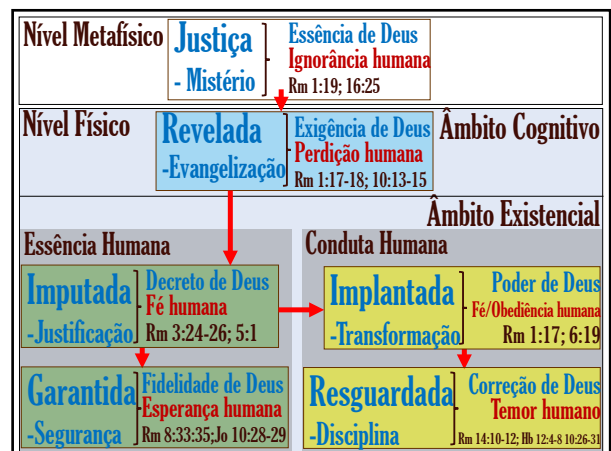 Nível Metafísico
Justiça
- Mistério
Essência de Deus
Ignorância humana
Rm 1:19; 16:25
Nível Físico
Âmbito Cognitivo
Revelada
-Evangelização
Exigência de Deus
Perdição humana
Rm 1:17-18; 10:13-15
Âmbito Existencial
Essência Humana
Imputada
-Justificação
Decreto de Deus
Fé humana
Rm 3:24-26; 5:1
Garantida
-Segurança
Fidelidade de Deus
Esperança humana
Rm 8:33:35;Jo 10:28-29
Conduta Humana
Implantada
-Transformação
Poder de Deus
Fé/Obediência humana
Rm 1:17; 6:19
Resguardada
-Disciplina
Correção de Deus
Temor humano
Rm 14:10-12; Hb 12:4-8 10:26-31